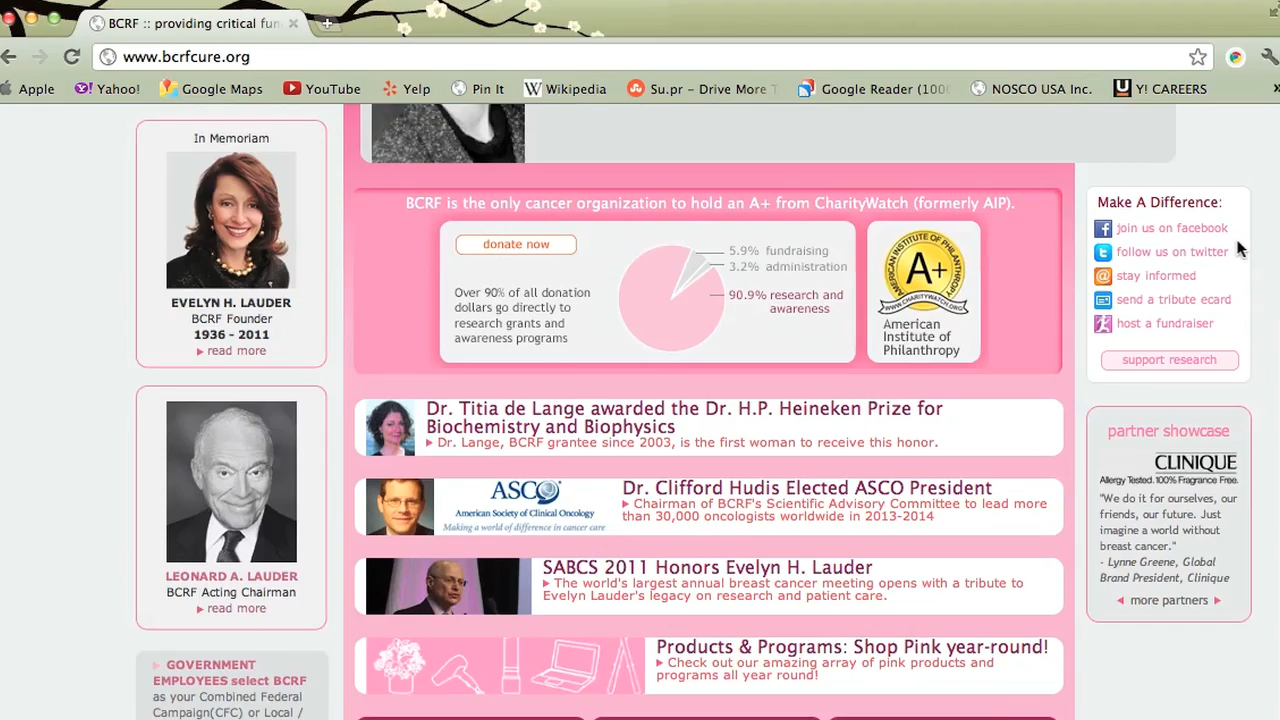 BCRF :: providing critical fun
www.bcrfcure.org
Apple
Yahoo!
Google Maps
YouTube
Yelp
Pin It
Wikipedia
Su.pr - Drive More T
Google Reader (100
NOSCO USA Inc.
Y! CAREERS
»
In Memoriam
EVELYN H. LAUDER
BCRF Founder
1936 - 2011
read more
LEONARD A. LAUDER
BCRF Acting Chairman
read more
GOVERNMENT
EMPLOYEES select BCRF
as your Combined Federal
Campaign(CFC) or Local /
BCRF is the only cancer organization to hold an A+ from CharityWatch (formerly AIP).
donate now
Over 90% of all donation
dollars go directly to
research grants and
awareness programs
5.9% fundraising
3.2% administration
90.9% research and
awareness
AMERICAN INSTITUTE OF PHILANTHROPY
A+
WWW.CHARITYWATCH.ORG
American
Institute of
Philanthropy
Dr. Titia de Lange awarded the Dr. H.P. Heineken Prize for
Biochemistry and Biophysics
Dr. Lange, BCRF grantee since 2003, is the first woman to receive this honor.
ASCO
American Society of Clinical Oncology
Making a world of difference in cancer care
Dr. Clifford Hudis Elected ASCO President
Chairman of BCRF's Scientific Advisory Committee to lead more
than 30,000 oncologists worldwide in 2013-2014
SABCS 2011 Honors Evelyn H. Lauder
The world's largest annual breast cancer meeting opens with a tribute to
Evelyn Lauder's legacy on research and patient care.
Products & Programs: Shop Pink year-round!
Check out our amazing array of pink products and
programs all year round!
Make A Difference:
join us on facebook
follow us on twitter
stay informed
send a tribute ecard
host a fundraiser
support research
partner showcase
CLINIQUE
Allergy Tested. 100% Fragrance Free.
"We do it for ourselves, our
friends, our future. Just
imagine a world without
breast cancer."
- Lynne Greene, Global
Brand President, Clinique
more partners